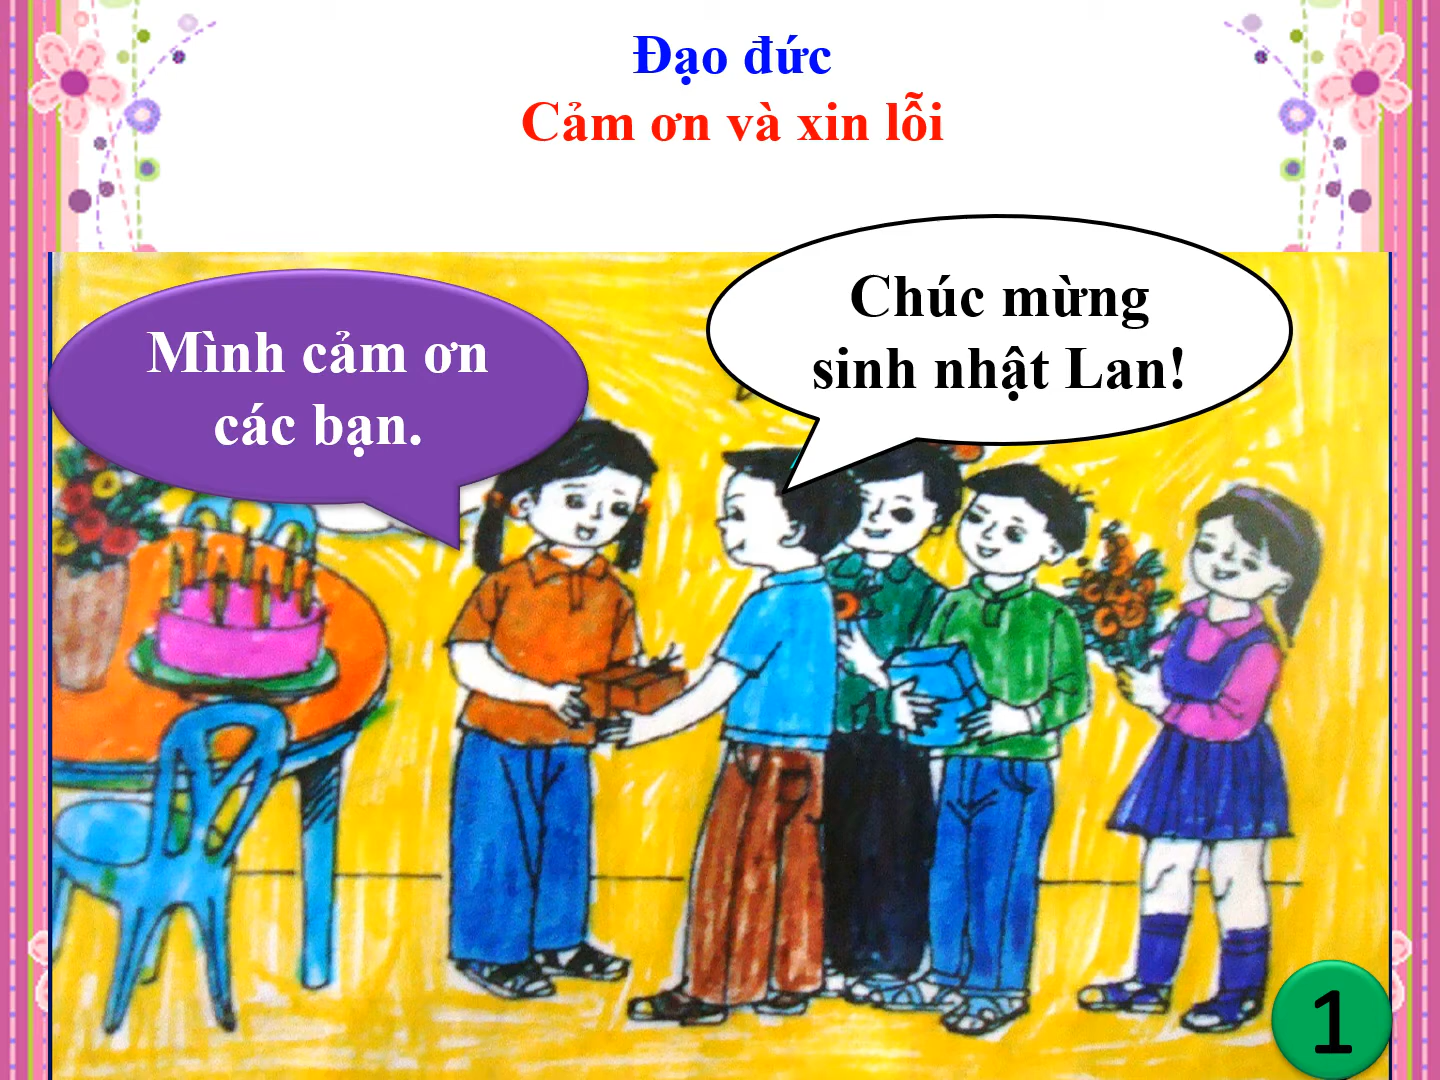 Đạo đức
Cảm ơn và xin lỗi
Chúc mừng
sinh nhật Lan!
Mình cảm ơn
các bạn.
1